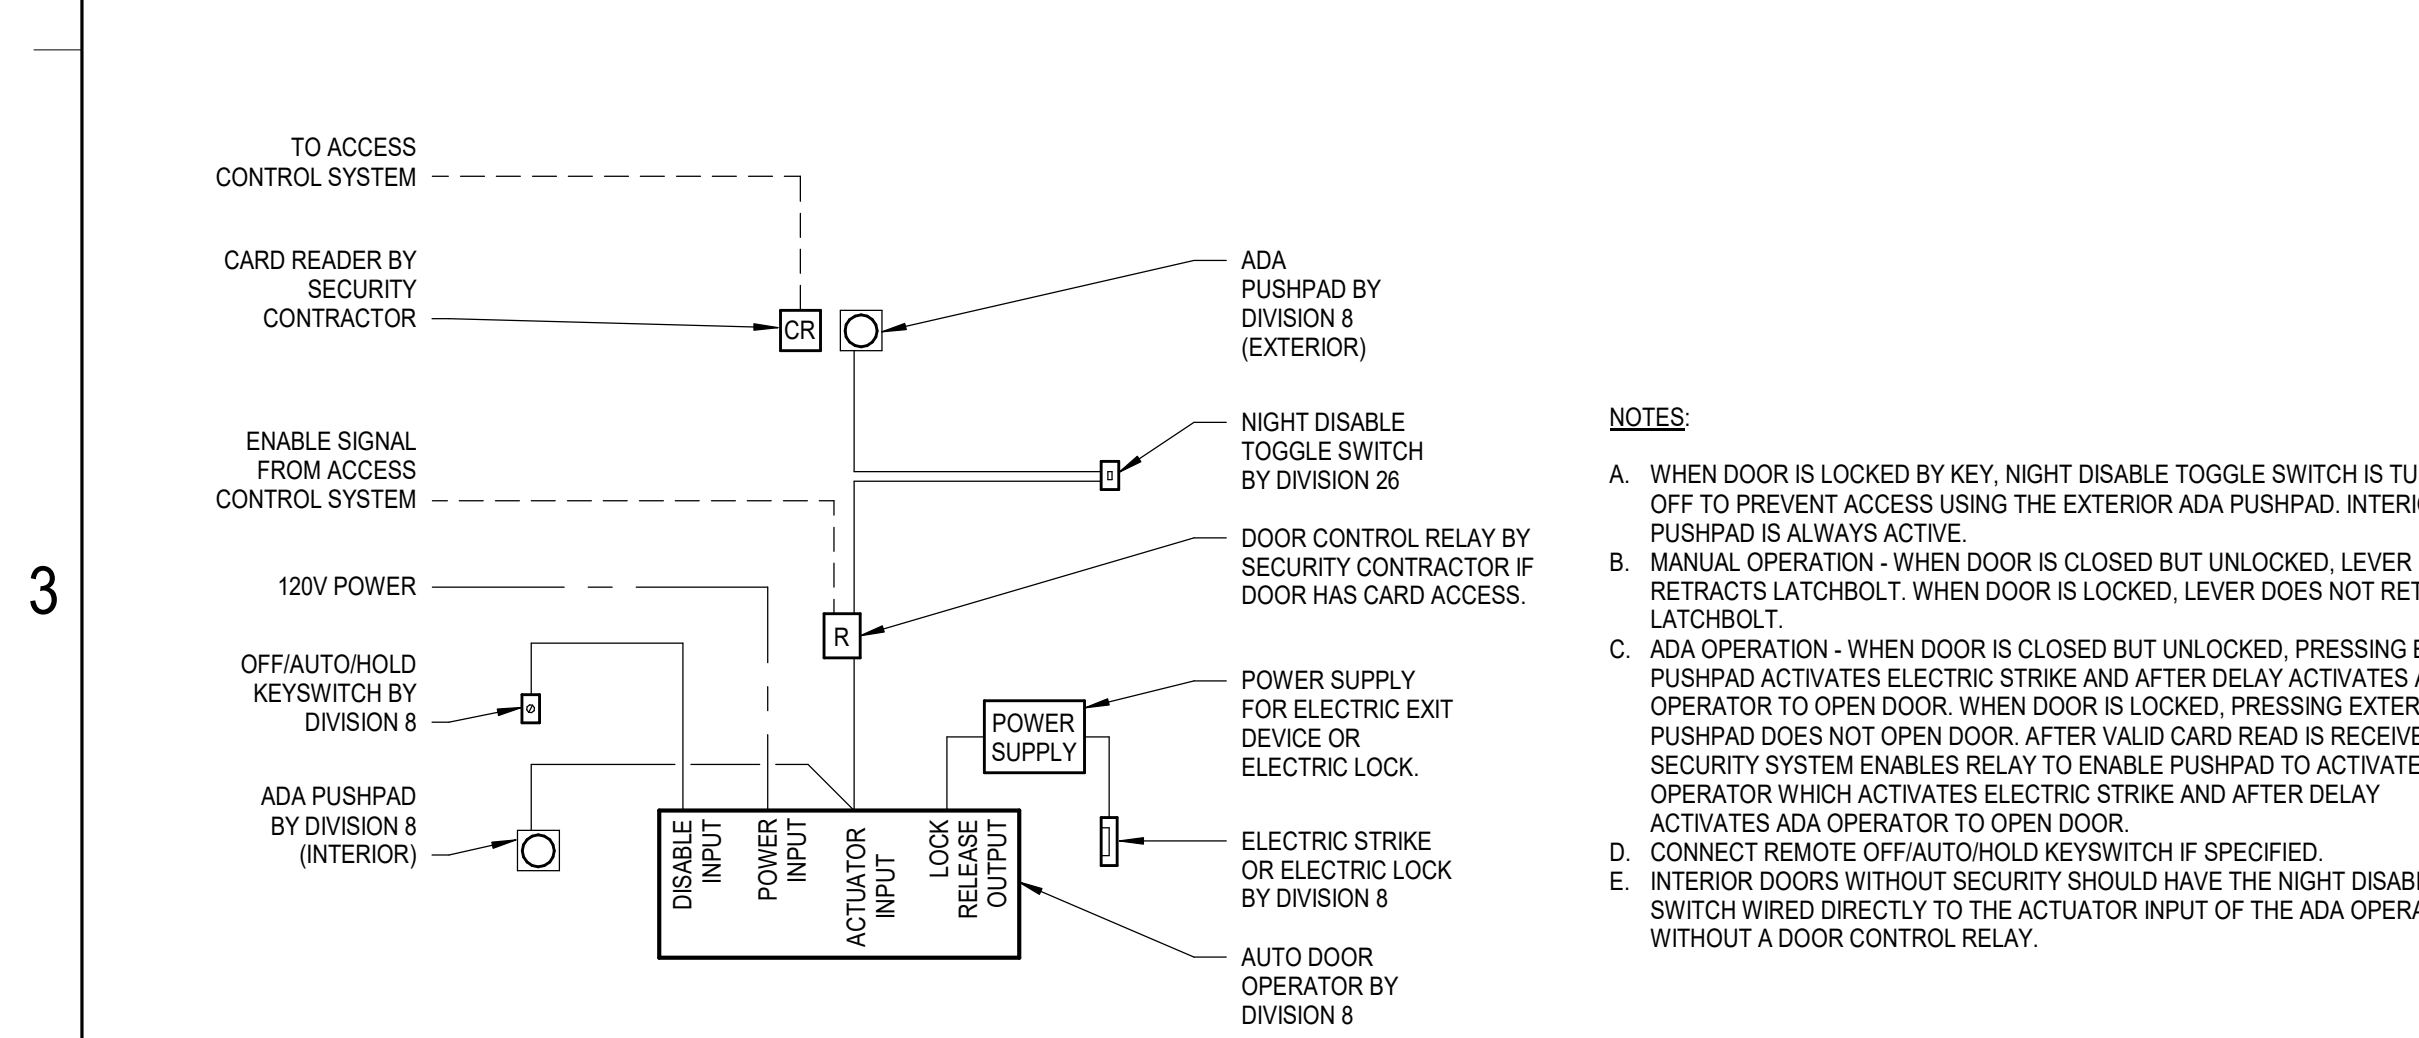 TO ACCESS
CONTROL SYSTEM
CARD READER BY
SECURITY
CONTRACTOR
CR
ADA
PUSHPAD BY
DIVISION 8
(EXTERIOR)
ENABLE SIGNAL
FROM ACCESS
CONTROL SYSTEM
NIGHT DISABLE
TOGGLE SWITCH
BY DIVISION 26
DOOR CONTROL RELAY BY
SECURITY CONTRACTOR IF
DOOR HAS CARD ACCESS.
3
120V POWER
R
OFF/AUTO/HOLD
KEYSWITCH BY
DIVISION 8
POWER SUPPLY
FOR ELECTRIC EXIT
DEVICE OR
ELECTRIC LOCK.
POWER
SUPPLY
ADA PUSHPAD
BY DIVISION 8
(INTERIOR)
DISABLE
INPUT
POWER
INPUT
ACTUATOR
INPUT
LOCK
RELEASE
OUTPUT
ELECTRIC STRIKE
OR ELECTRIC LOCK
BY DIVISION 8
AUTO DOOR
OPERATOR BY
DIVISION 8
NOTES:
A. WHEN DOOR IS LOCKED BY KEY, NIGHT DISABLE TOGGLE SWITCH IS
OFF TO PREVENT ACCESS USING THE EXTERIOR ADA PUSHPAD.
PUSHPAD IS ALWAYS ACTIVE.
B. MANUAL OPERATION - WHEN DOOR IS CLOSED BUT UNLOCKED, LEVER
RETRACTS LATCHBOLT. WHEN DOOR IS LOCKED, LEVER DOES NOT
LATCHBOLT.
C. ADA OPERATION - WHEN DOOR IS CLOSED BUT UNLOCKED, PRESSING
PUSHPAD ACTIVATES ELECTRIC STRIKE AND AFTER DELAY ACTIVATES
OPERATOR TO OPEN DOOR. WHEN DOOR IS LOCKED, PRESSING
PUSHPAD DOES NOT OPEN DOOR. AFTER VALID CARD READ IS
SECURITY SYSTEM ENABLES RELAY TO ENABLE PUSHPAD TO ACTIVATE
OPERATOR WHICH ACTIVATES ELECTRIC STRIKE AND AFTER DELAY
ACTIVATES ADA OPERATOR TO OPEN DOOR.
D. CONNECT REMOTE OFF/AUTO/HOLD KEYSWITCH IF SPECIFIED.
E. INTERIOR DOORS WITHOUT SECURITY SHOULD HAVE THE NIGHT
SWITCH WIRED DIRECTLY TO THE ACTUATOR INPUT OF THE ADA
WITHOUT A DOOR CONTROL RELAY.